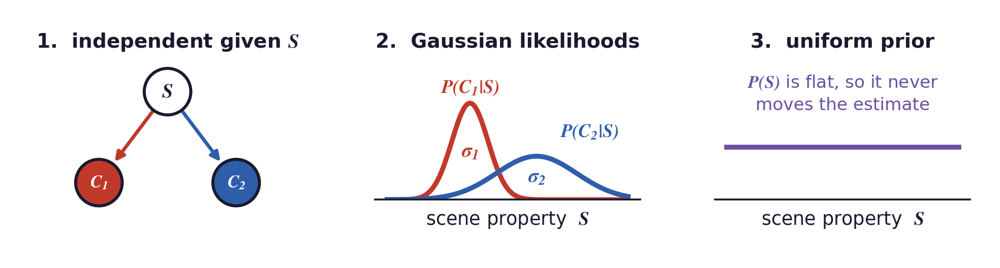 1. independent given S
S
C₁
C₂
2. Gaussian likelihoods
P(C₁|S)
P(C₂|S)
σ₁
σ₂
scene property S
3. uniform prior
P(S) is flat, so it never
moves the estimate
scene property S